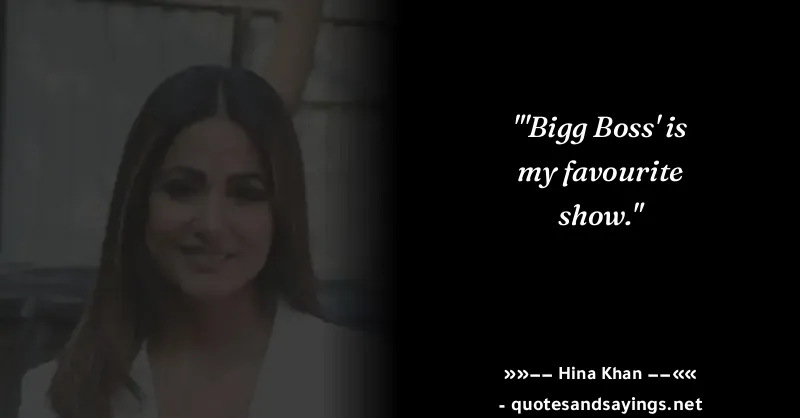 "'Bigg Boss' is
my favourite
show."
»»–– Hina Khan ––««
- quotesandsayings.net